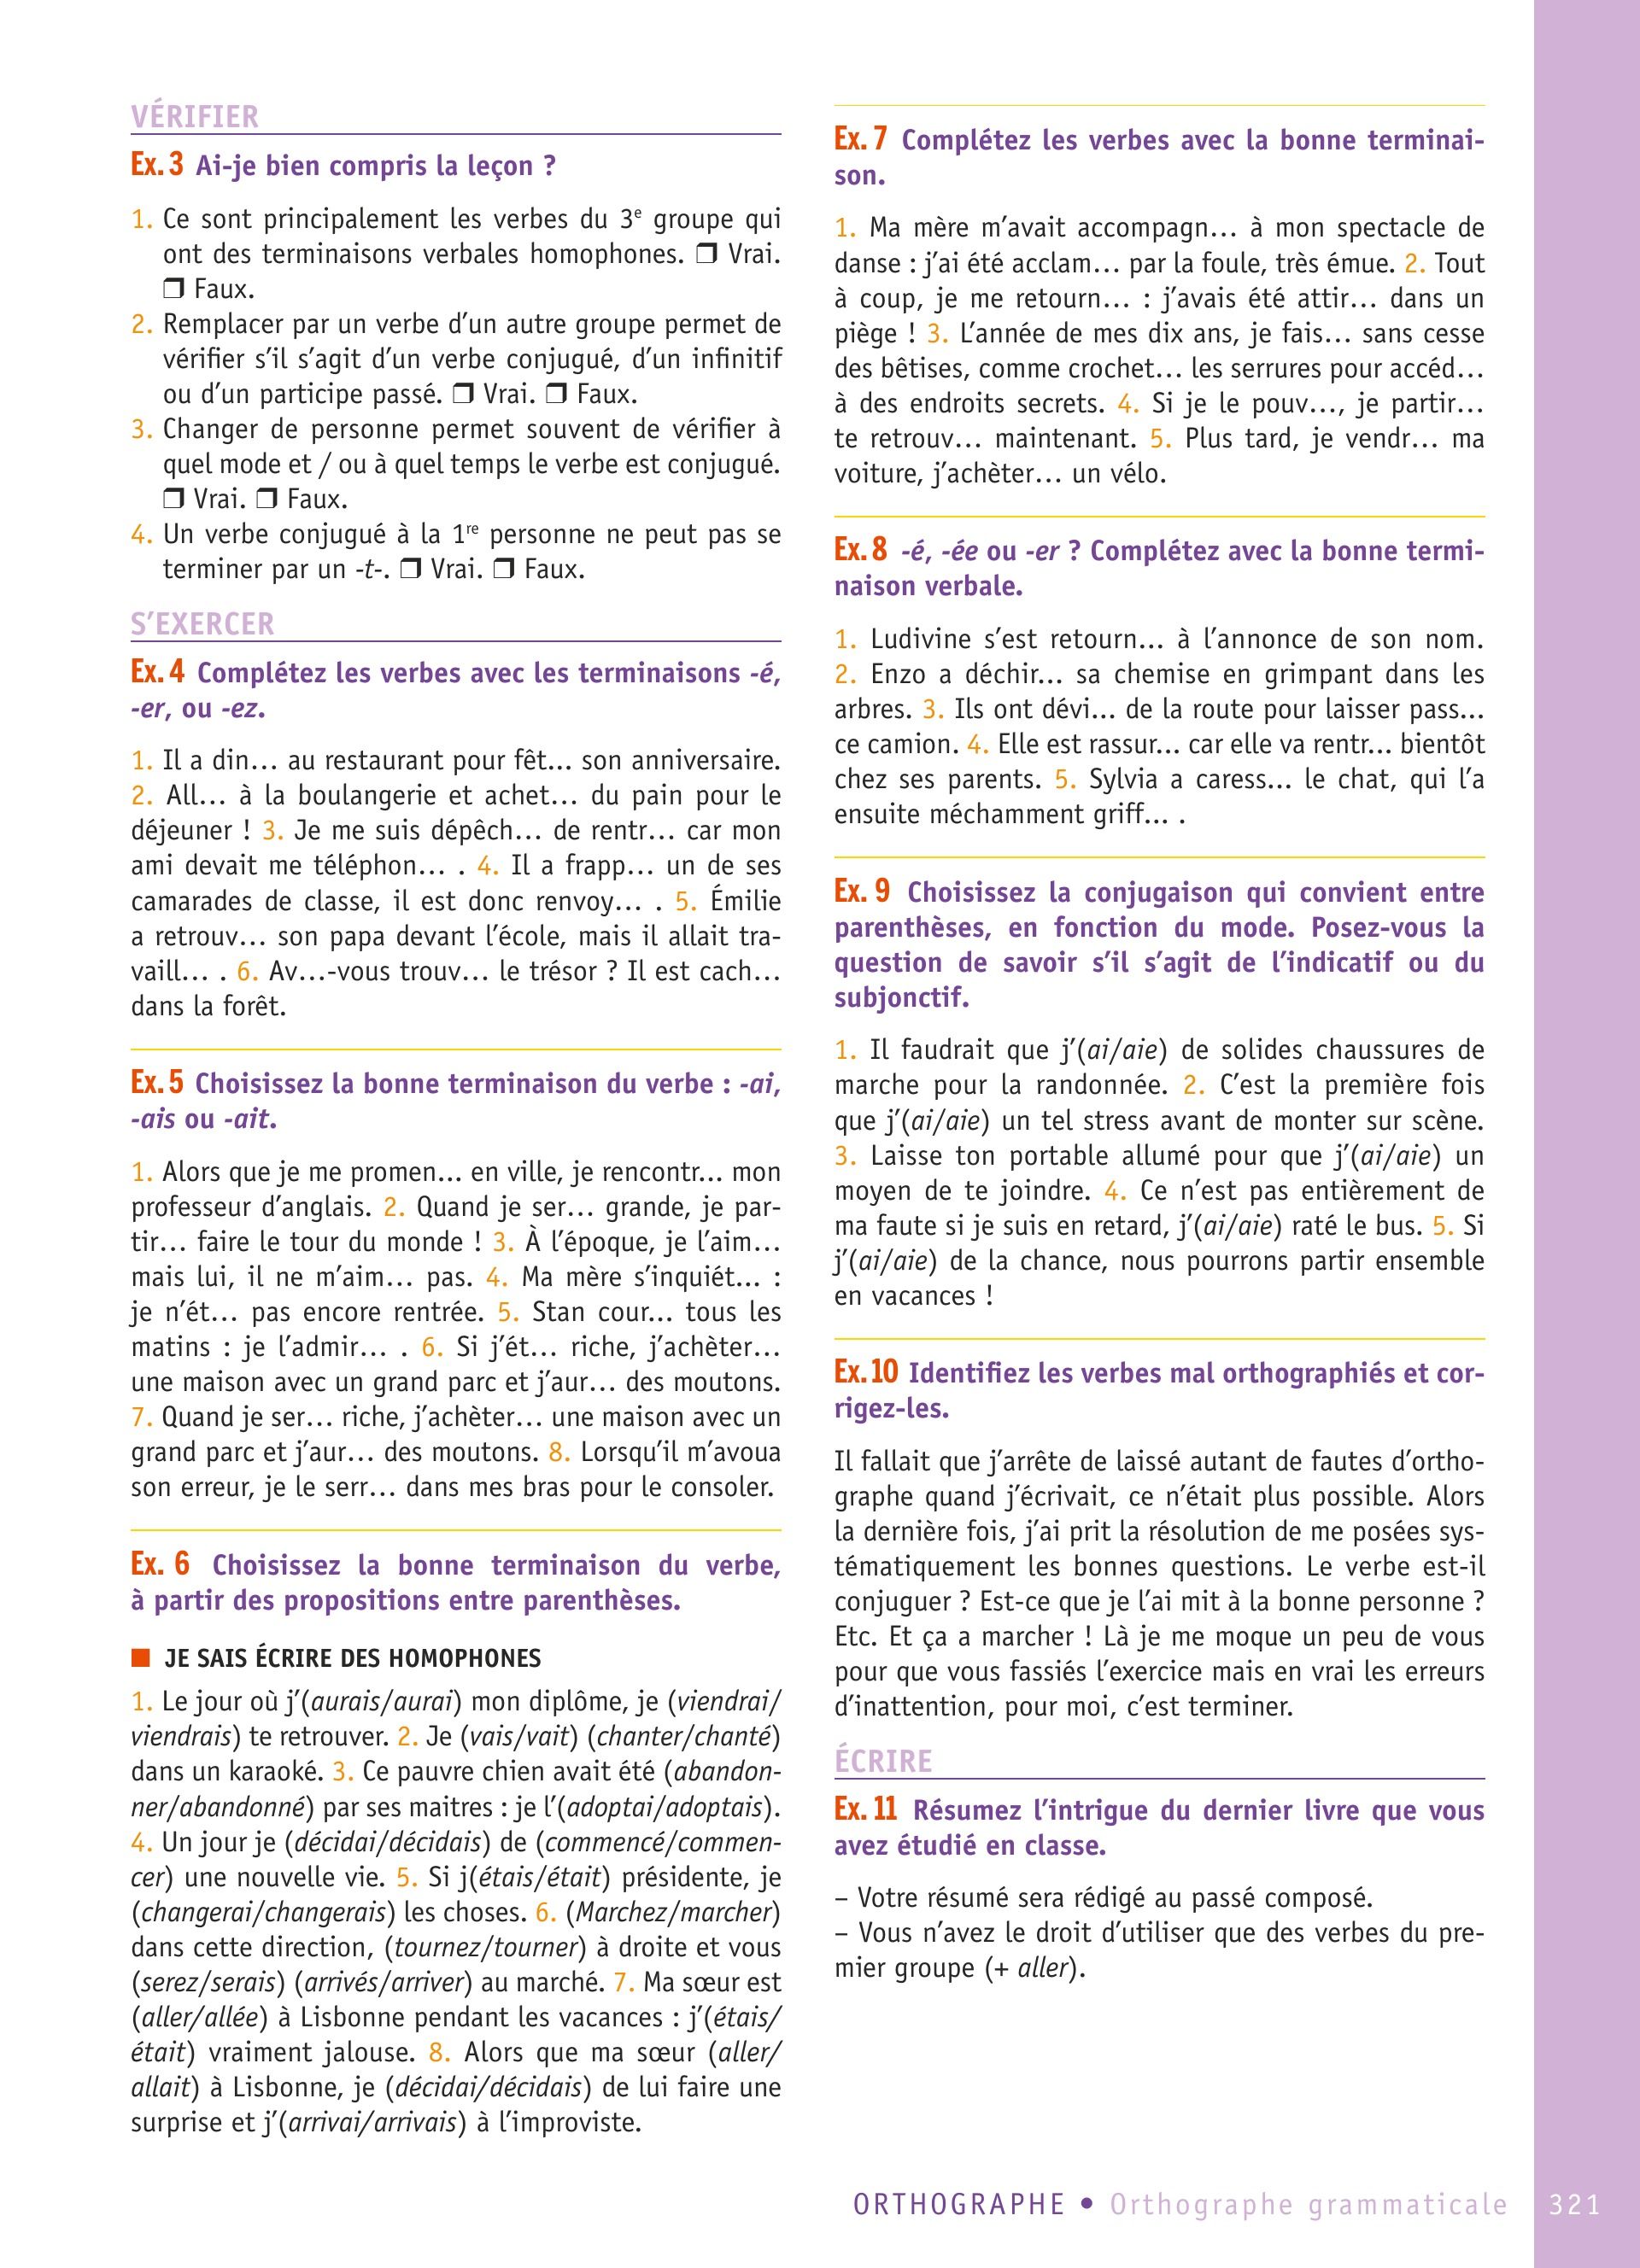 VÉRIFIER
Ex. 3 Ai-je bien compris la leçon ?
1. Ce sont principalement les verbes du 3e groupe qui
ont des terminaisons verbales homophones. ❒ Vrai.
❒ Faux.
2. Remplacer par un verbe d’un autre groupe permet de
vérifier s’il s’agit d’un verbe conjugué, d’un infinitif
ou d’un participe passé. ❒ Vrai. ❒ Faux.
3. Changer de personne permet souvent de vérifier à
quel mode et / ou à quel temps le verbe est conjugué.
❒ Vrai. ❒ Faux.
4. Un verbe conjugué à la 1re personne ne peut pas se
terminer par un -t-. ❒ Vrai. ❒ Faux.
S’EXERCER
Ex. 4 Complétez les verbes avec les terminaisons -é,
-er, ou -ez.
1. Il a din… au restaurant pour fêt… son anniversaire.
2. All… à la boulangerie et achet… du pain pour le
déjeuner ! 3. Je me suis dépêch… de rentr… car mon
ami devait me téléphon… . 4. Il a frapp… un de ses
camarades de classe, il est donc renvoy… . 5. Émilie
a retrouv… son papa devant l’école, mais il allait tra-
vaill… . 6. Av…-vous trouv… le trésor ? Il est cach…
dans la forêt.
Ex. 5 Choisissez la bonne terminaison du verbe : -ai,
-ais ou -ait.
1. Alors que je me promen… en ville, je rencontr… mon
professeur d’anglais. 2. Quand je ser… grande, je par-
tir… faire le tour du monde ! 3. À l’époque, je l’aim…
mais lui, il ne m’aim… pas. 4. Ma mère s’inquiét… :
je n’ét… pas encore rentrée. 5. Stan cour… tous les
matins : je l’admir… . 6. Si j’ét… riche, j’achèter…
une maison avec un grand parc et j’aur… des moutons.
7. Quand je ser… riche, j’achèter… une maison avec un
grand parc et j’aur… des moutons. 8. Lorsqu’il m’avoua
son erreur, je le serr… dans mes bras pour le consoler.
Ex. 6 Choisissez la bonne terminaison du verbe,
à partir des propositions entre parenthèses.
■ JE SAIS ÉCRIRE DES HOMOPHONES
1. Le jour où j’(aurais/aurai) mon diplôme, je (viendrai/
viendrais) te retrouver. 2. Je (vais/vait) (chanter/chanté)
dans un karaoké. 3. Ce pauvre chien avait été (abandon-
ner/abandonné) par ses maitres : je l’(adoptai/adoptais).
4. Un jour je (décidai/décidais) de (commencé/commen-
cer) une nouvelle vie. 5. Si j(étais/était) présidente, je
(changerai/changerais) les choses. 6. (Marchez/marcher)
dans cette direction, (tournez/tourner) à droite et vous
(serez/serais) (arrivés/arriver) au marché. 7. Ma sœur est
(aller/allée) à Lisbonne pendant les vacances : j’(étais/
était) vraiment jalouse. 8. Alors que ma sœur (aller/
allait) à Lisbonne, je (décidai/décidais) de lui faire une
surprise et j’(arrivai/arrivais) à l’improviste.
Ex. 7 Complétez les verbes avec la bonne terminai-
son.
1. Ma mère m’avait accompagn… à mon spectacle de
danse : j’ai été acclam… par la foule, très émue. 2. Tout
à coup, je me retourn… : j’avais été attir… dans un
piège ! 3. L’année de mes dix ans, je fais… sans cesse
des bêtises, comme crochet… les serrures pour accéd…
à des endroits secrets. 4. Si je le pouv…, je partir…
te retrouv… maintenant. 5. Plus tard, je vendr… ma
voiture, j’achèter… un vélo.
Ex. 8 -é, -ée ou -er ? Complétez avec la bonne termi-
naison verbale.
1. Ludivine s’est retourn… à l’annonce de son nom.
2. Enzo a déchir… sa chemise en grimpant dans les
arbres. 3. Ils ont dévi… de la route pour laisser pass…
ce camion. 4. Elle est rassur… car elle va rentr… bientôt
chez ses parents. 5. Sylvia a caress… le chat, qui l’a
ensuite méchamment griff… .
Ex. 9 Choisissez la conjugaison qui convient entre
parenthèses, en fonction du mode. Posez-vous la
question de savoir s’il s’agit de l’indicatif ou du
subjonctif.
1. Il faudrait que j’(ai/aie) de solides chaussures de
marche pour la randonnée. 2. C’est la première fois
que j’(ai/aie) un tel stress avant de monter sur scène.
3. Laisse ton portable allumé pour que j’(ai/aie) un
moyen de te joindre. 4. Ce n’est pas entièrement de
ma faute si je suis en retard, j’(ai/aie) raté le bus. 5. Si
j’(ai/aie) de la chance, nous pourrons partir ensemble
en vacances !
Ex. 10 Identifiez les verbes mal orthographiés et cor-
rigez-les.
Il fallait que j’arrête de laissé autant de fautes d’ortho-
graphe quand j’écrivait, ce n’était plus possible. Alors
la dernière fois, j’ai prit la résolution de me posées sys-
tématiquement les bonnes questions. Le verbe est-il
conjuguer ? Est-ce que je l’ai mit à la bonne personne ?
Etc. Et ça a marcher ! Là je me moque un peu de vous
pour que vous fassiés l’exercice mais en vrai les erreurs
d’inattention, pour moi, c’est terminer.
ÉCRIRE
Ex. 11 Résumez l’intrigue du dernier livre que vous
avez étudié en classe.
– Votre résumé sera rédigé au passé composé.
– Vous n’avez le droit d’utiliser que des verbes du pre-
mier groupe (+ aller).
ORTHOGRAPHE • Orthographe grammaticale 321